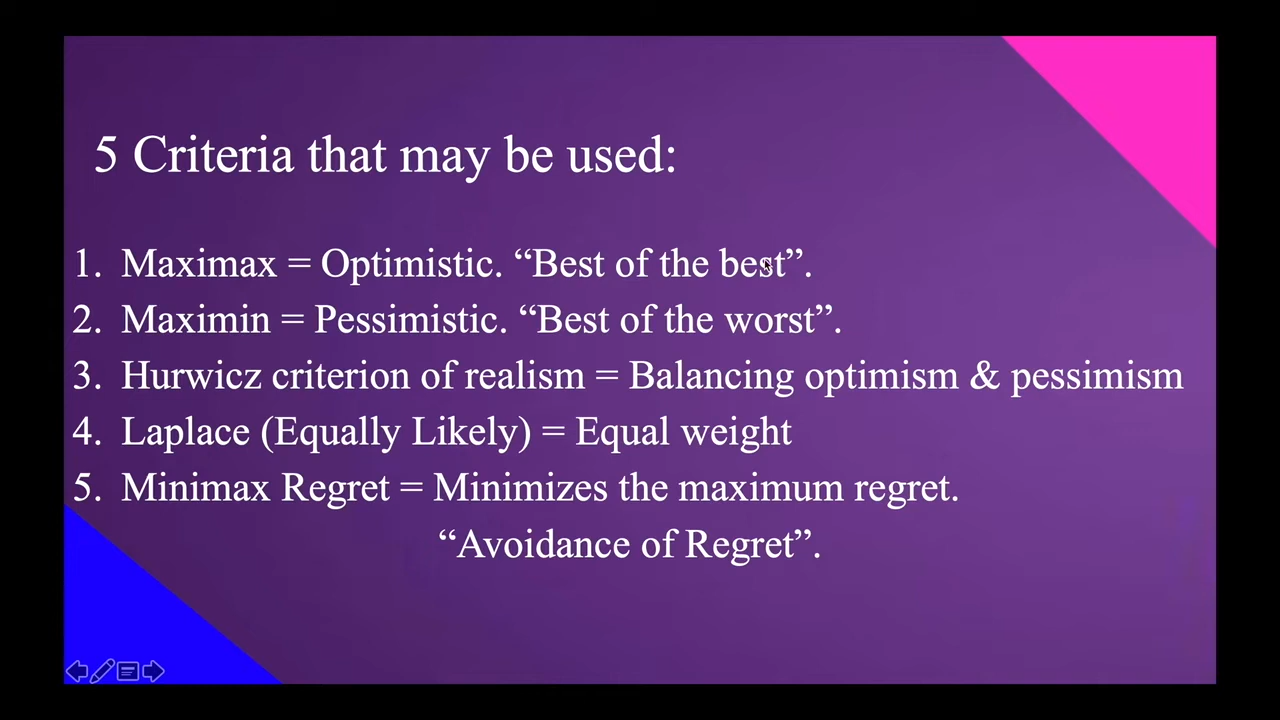 5 Criteria that may be used:
1. Maximax = Optimistic. “Best of the best”.
2. Maximin = Pessimistic. “Best of the worst”.
3. Hurwicz criterion of realism = Balancing optimism & pessimism
4. Laplace (Equally Likely) = Equal weight
5. Minimax Regret = Minimizes the maximum regret.
“Avoidance of Regret”.